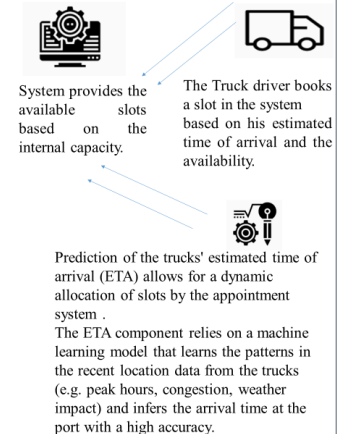 System provides the
available slots
based on the
internal capacity.
The Truck driver books
a slot in the system
based on his estimated
time of arrival and the
availability.
Prediction of the trucks' estimated time of
arrival (ETA) allows for a dynamic
allocation of slots by the appointment
system .
The ETA component relies on a machine
learning model that learns the patterns in
the recent location data from the trucks
(e.g. peak hours, congestion, weather
impact) and infers the arrival time at the
port with a high accuracy.